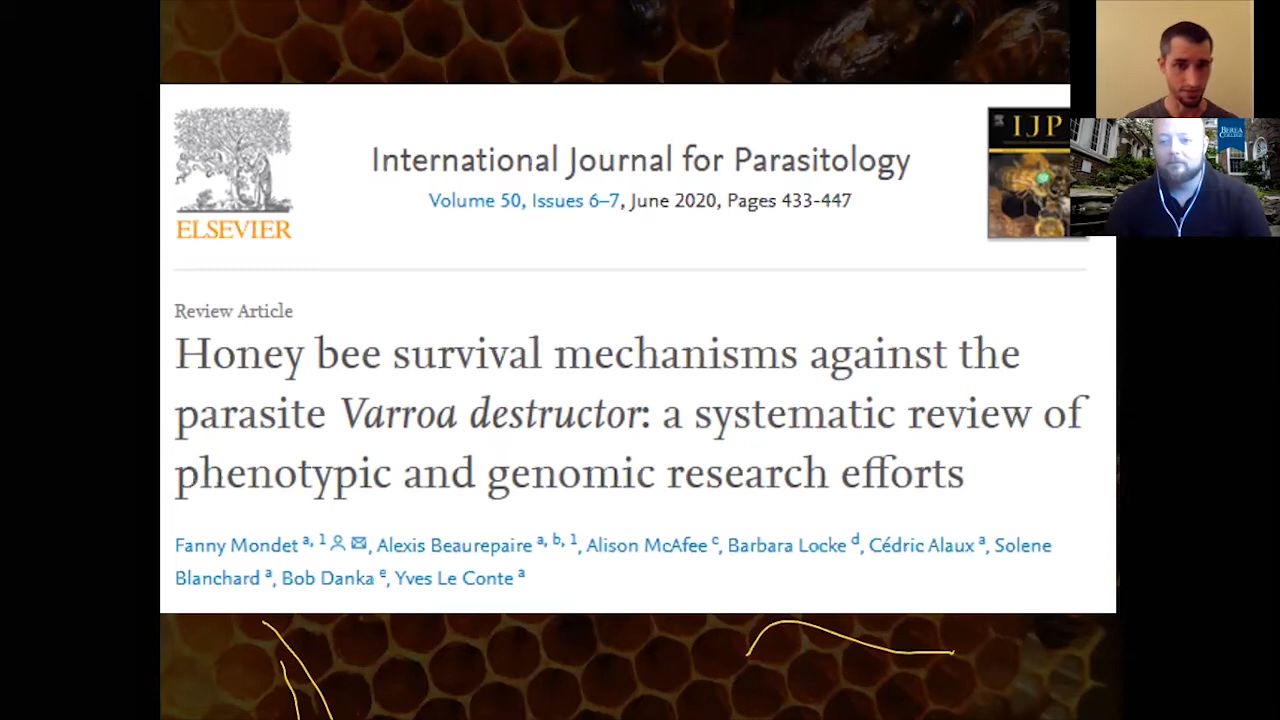 International Journal for Parasitology
Volume 50, Issues 6–7, June 2020, Pages 433-447
ELSEVIER
IJP
BEREA
COLLEGE
Review Article
Honey bee survival mechanisms against the
parasite Varroa destructor: a systematic review of
phenotypic and genomic research efforts
Fanny Mondet a, 1, Alexis Beaurepaire a, b, 1, Alison McAfee c, Barbara Locke d, Cédric Alaux a, Solene
Blanchard a, Bob Danka e, Yves Le Conte a